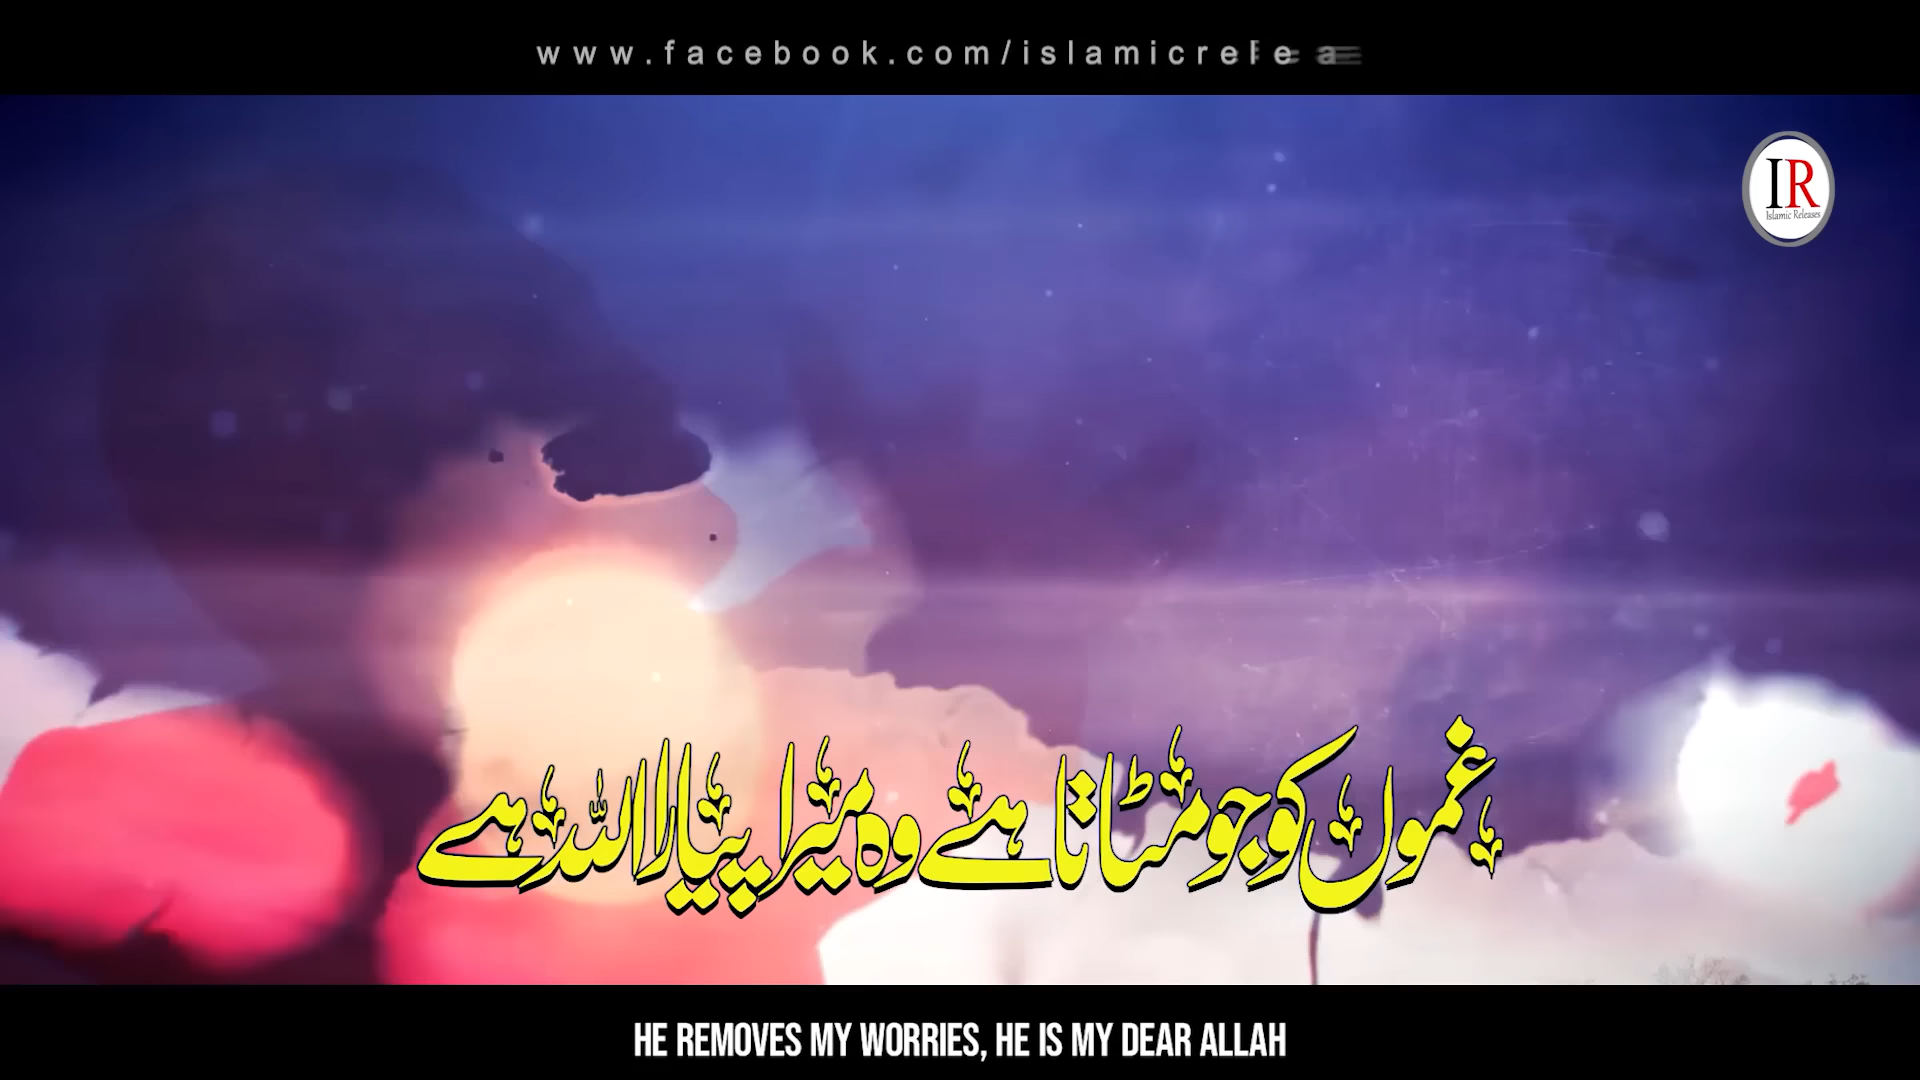 www.facebook.com/islamicrelea
IR
Islamic Releases
غموں کو جو مٹاتا ہے وہ میرا پیارا اللہ ہے
HE REMOVES MY WORRIES, HE IS MY DEAR ALLAH